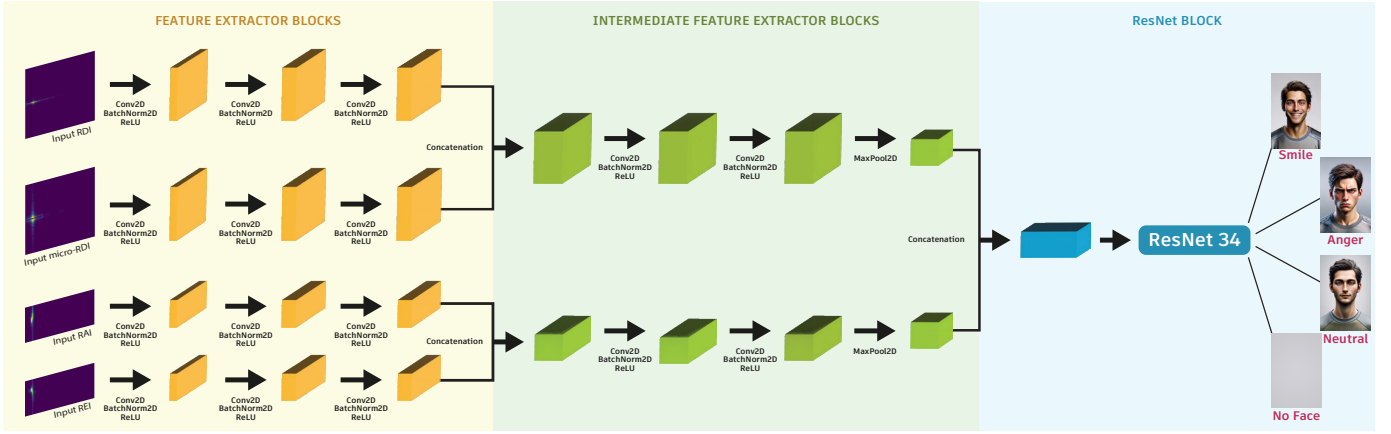 FEATURE EXTRACTOR BLOCKS
INTERMEDIATE FEATURE EXTRACTOR BLOCKS
ResNet BLOCK
Input RDI
Conv2D
BatchNorm2D
ReLU
Conv2D
BatchNorm2D
ReLU
Conv2D
BatchNorm2D
ReLU
Input micro-RDI
Conv2D
BatchNorm2D
ReLU
Conv2D
BatchNorm2D
ReLU
Conv2D
BatchNorm2D
ReLU
Concatenation
Input RAI
Conv2D
BatchNorm2D
ReLU
Conv2D
BatchNorm2D
ReLU
Conv2D
BatchNorm2D
ReLU
Input REI
Conv2D
BatchNorm2D
ReLU
Conv2D
BatchNorm2D
ReLU
Conv2D
BatchNorm2D
ReLU
Concatenation
Conv2D
BatchNorm2D
ReLU
Conv2D
BatchNorm2D
ReLU
MaxPool2D
Conv2D
BatchNorm2D
ReLU
Conv2D
BatchNorm2D
ReLU
MaxPool2D
Concatenation
ResNet 34
Smile
Anger
Neutral
No Face